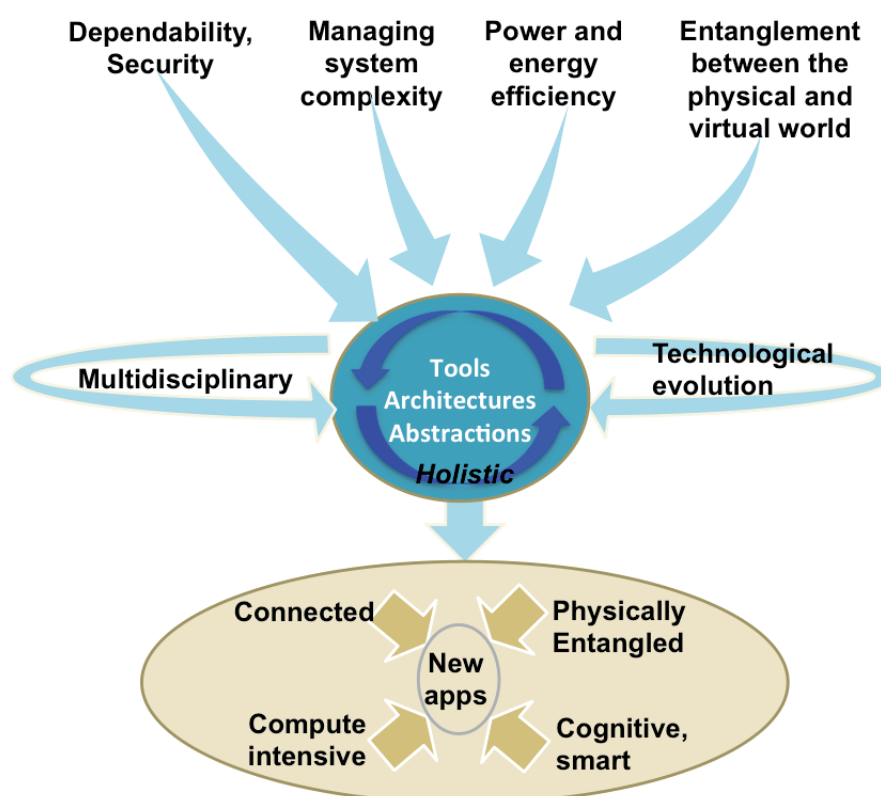 Dependability,
Security
Managing
system
complexity
Power and
energy
efficiency
Entanglement
between the
physical and
virtual world
Multidisciplinary
Tools
Architectures
Abstractions
Holistic
Technological
evolution
Connected
Physically
Entangled
New
apps
Compute
intensive
Cognitive,
smart